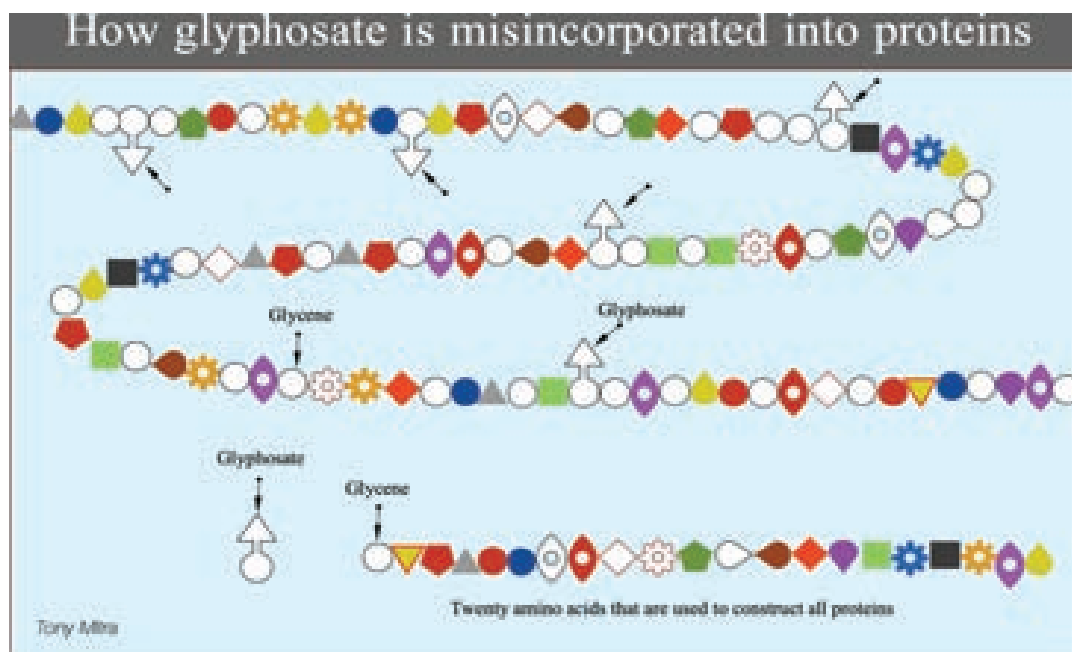 How glyphosate is misincorporated into proteins
Glycene
Glyphosate
Glyphosate
Glycene
Twenty amino acids that are used to construct all proteins
Tony Mitra